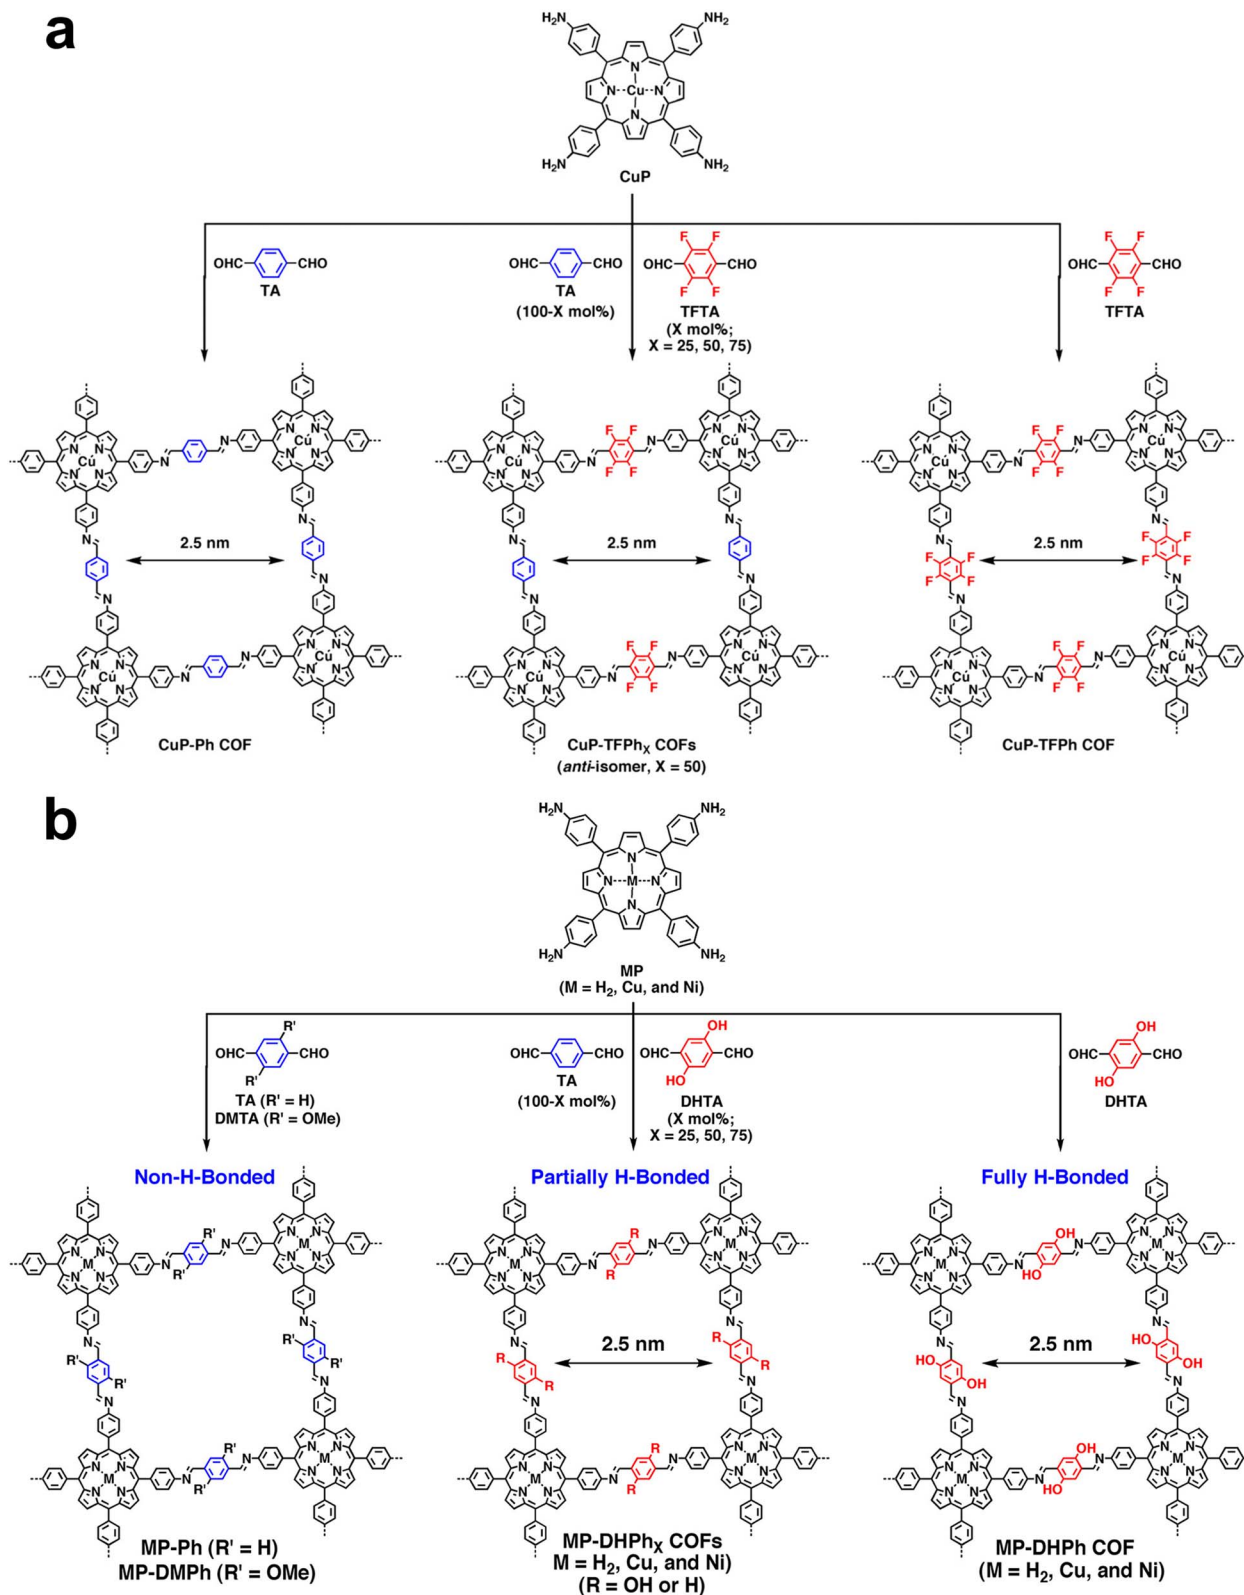 a
H2N
NH2
N
N
Cu
N
N
H2N
NH2
CuP
OHC
CHO
TA
OHC
CHO
TA
(100-X mol%)
F
F
OHC
CHO
F
F
TFTA
(X mol%;
X = 25, 50, 75)
F
F
OHC
CHO
F
F
TFTA
2.5 nm
2.5 nm
2.5 nm
CuP-Ph COF
CuP-TFPhX COFs
(anti-isomer, X = 50)
CuP-TFPh COF
b
H2N
NH2
N
N
M
N
N
H2N
NH2
MP
(M = H2, Cu, and Ni)
R'
OHC
CHO
R'
TA (R' = H)
DMTA (R' = OMe)
OHC
CHO
TA
(100-X mol%)
OH
OHC
CHO
HO
DHTA
(X mol%;
X = 25, 50, 75)
OH
OHC
CHO
HO
DHTA
Non-H-Bonded
Partially H-Bonded
Fully H-Bonded
2.5 nm
2.5 nm
MP-Ph (R' = H)
MP-DMPh (R' = OMe)
MP-DHPhX COFs
M = H2, Cu, and Ni)
(R = OH or H)
MP-DHPh COF
(M = H2, Cu, and Ni)